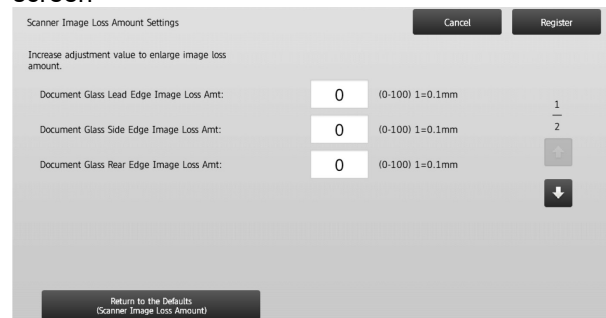 Scanner Image Loss Amount Settings
Cancel
Register
Increase adjustment value to enlarge image loss
amount.
Document Glass Lead Edge Image Loss Amt:
0
(0-100) 1=0.1mm
1
2
Document Glass Side Edge Image Loss Amt:
0
(0-100) 1=0.1mm
Document Glass Rear Edge Image Loss Amt:
0
(0-100) 1=0.1mm
Return to the Defaults
(Scanner Image Loss Amount)